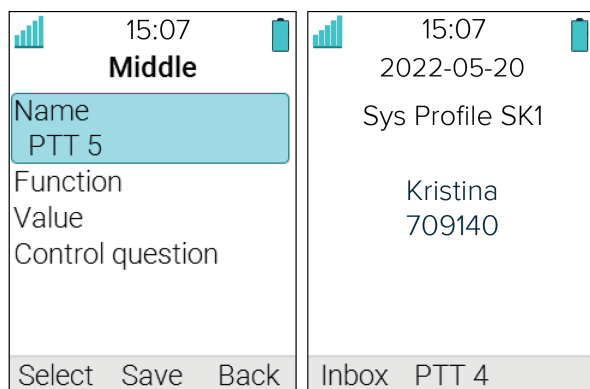 15:07
Middle
Name
PTT 5
Function
Value
Control question
Select Save Back
15:07
2022-05-20
Sys Profile SK1
Kristina
709140
Inbox PTT 4